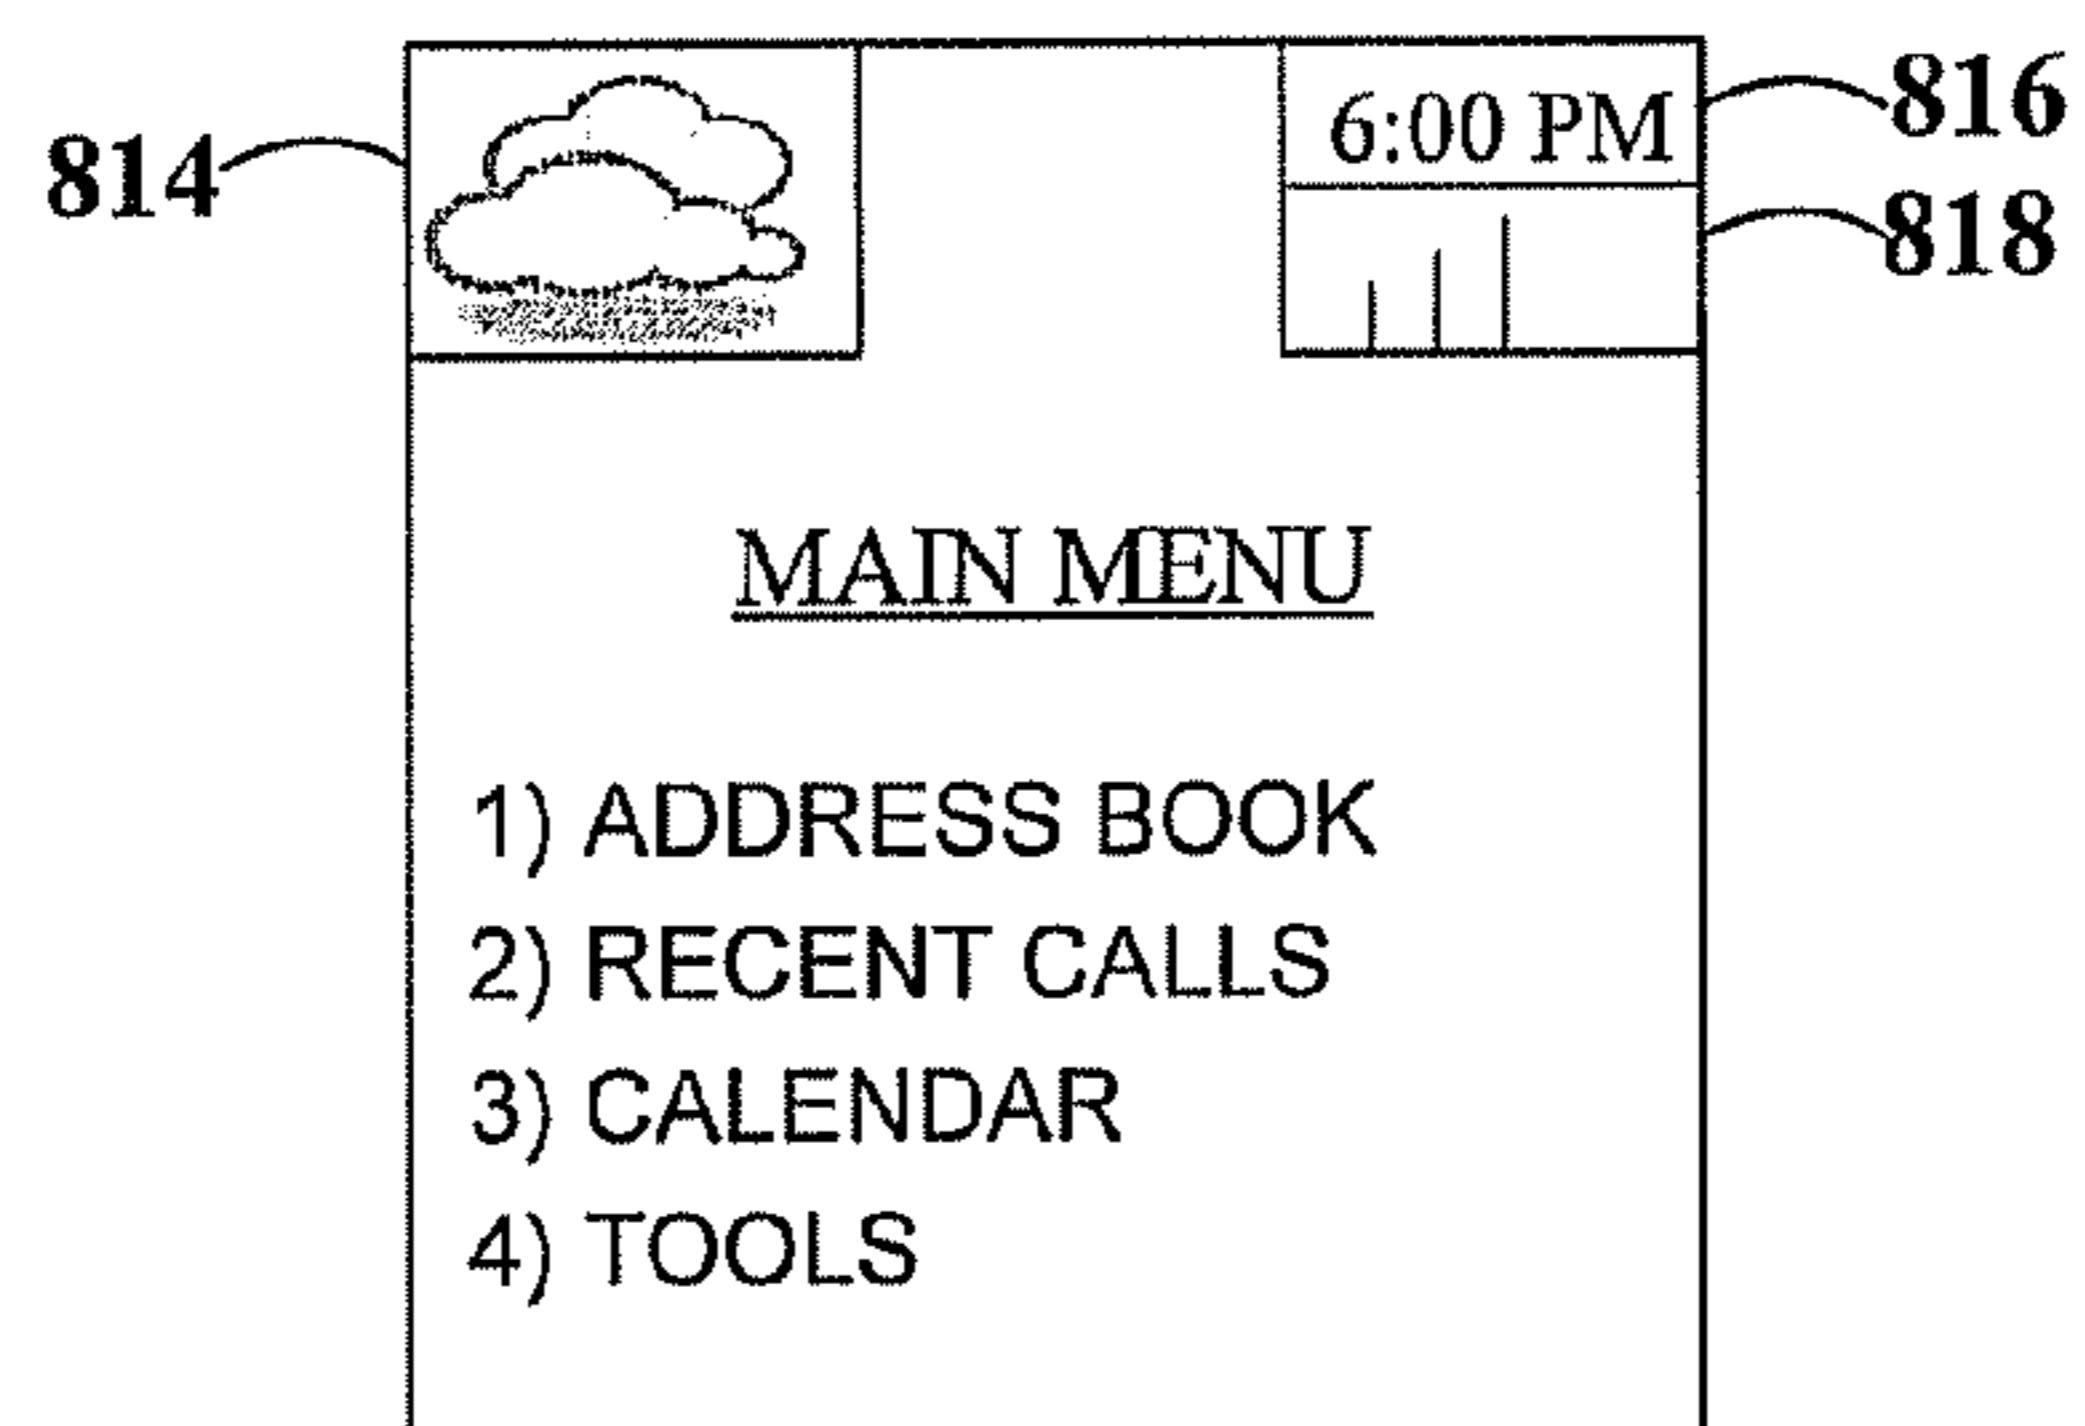 816
6:00 PM
814
818
MAIN MENU
1) ADDRESS BOOK
2) RECENT CALLS
3) CALENDAR
4) TOOLS